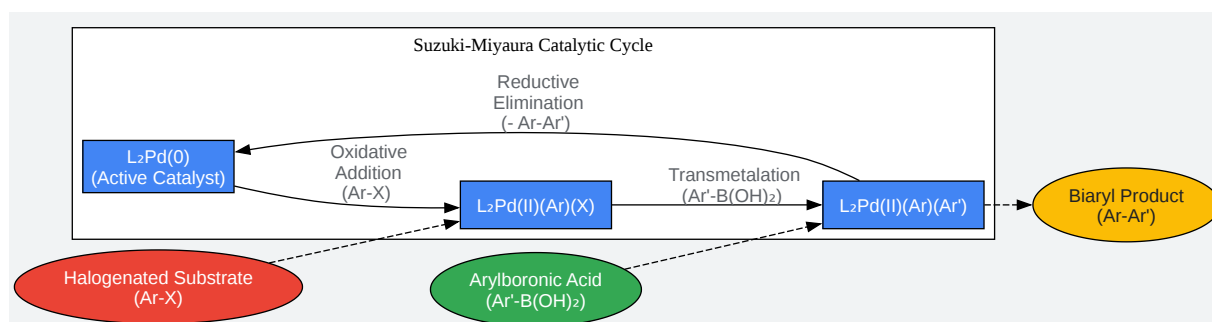 Suzuki-Miyaura Catalytic Cycle
Reductive
Elimination
(- Ar-Ar')
L₂Pd(0)
(Active Catalyst)
Oxidative
Addition
(Ar-X)
L₂Pd(II)(Ar)(X)
Transmetalation
(Ar'-B(OH)₂)
L₂Pd(II)(Ar)(Ar')
Biaryl Product
(Ar-Ar')
Halogenated Substrate
(Ar-X)
Arylboronic Acid
(Ar'-B(OH)₂)